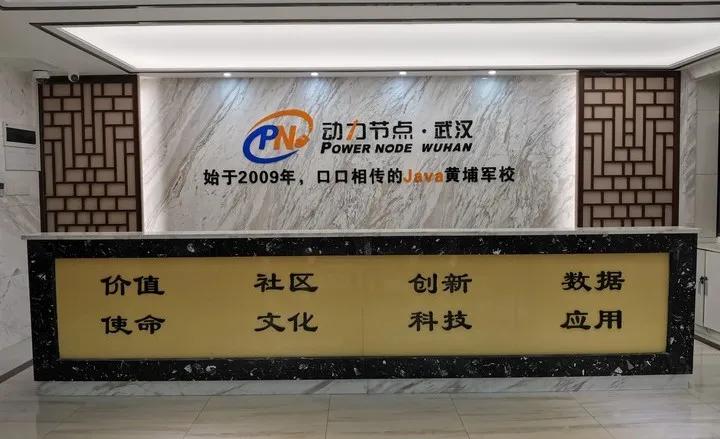 PN
动力节点·武汉
POWER NODE WUHAN
始于2009年，口口相传的Java黄埔军校
价值 社区 创新 数据
使命 文化 科技 应用